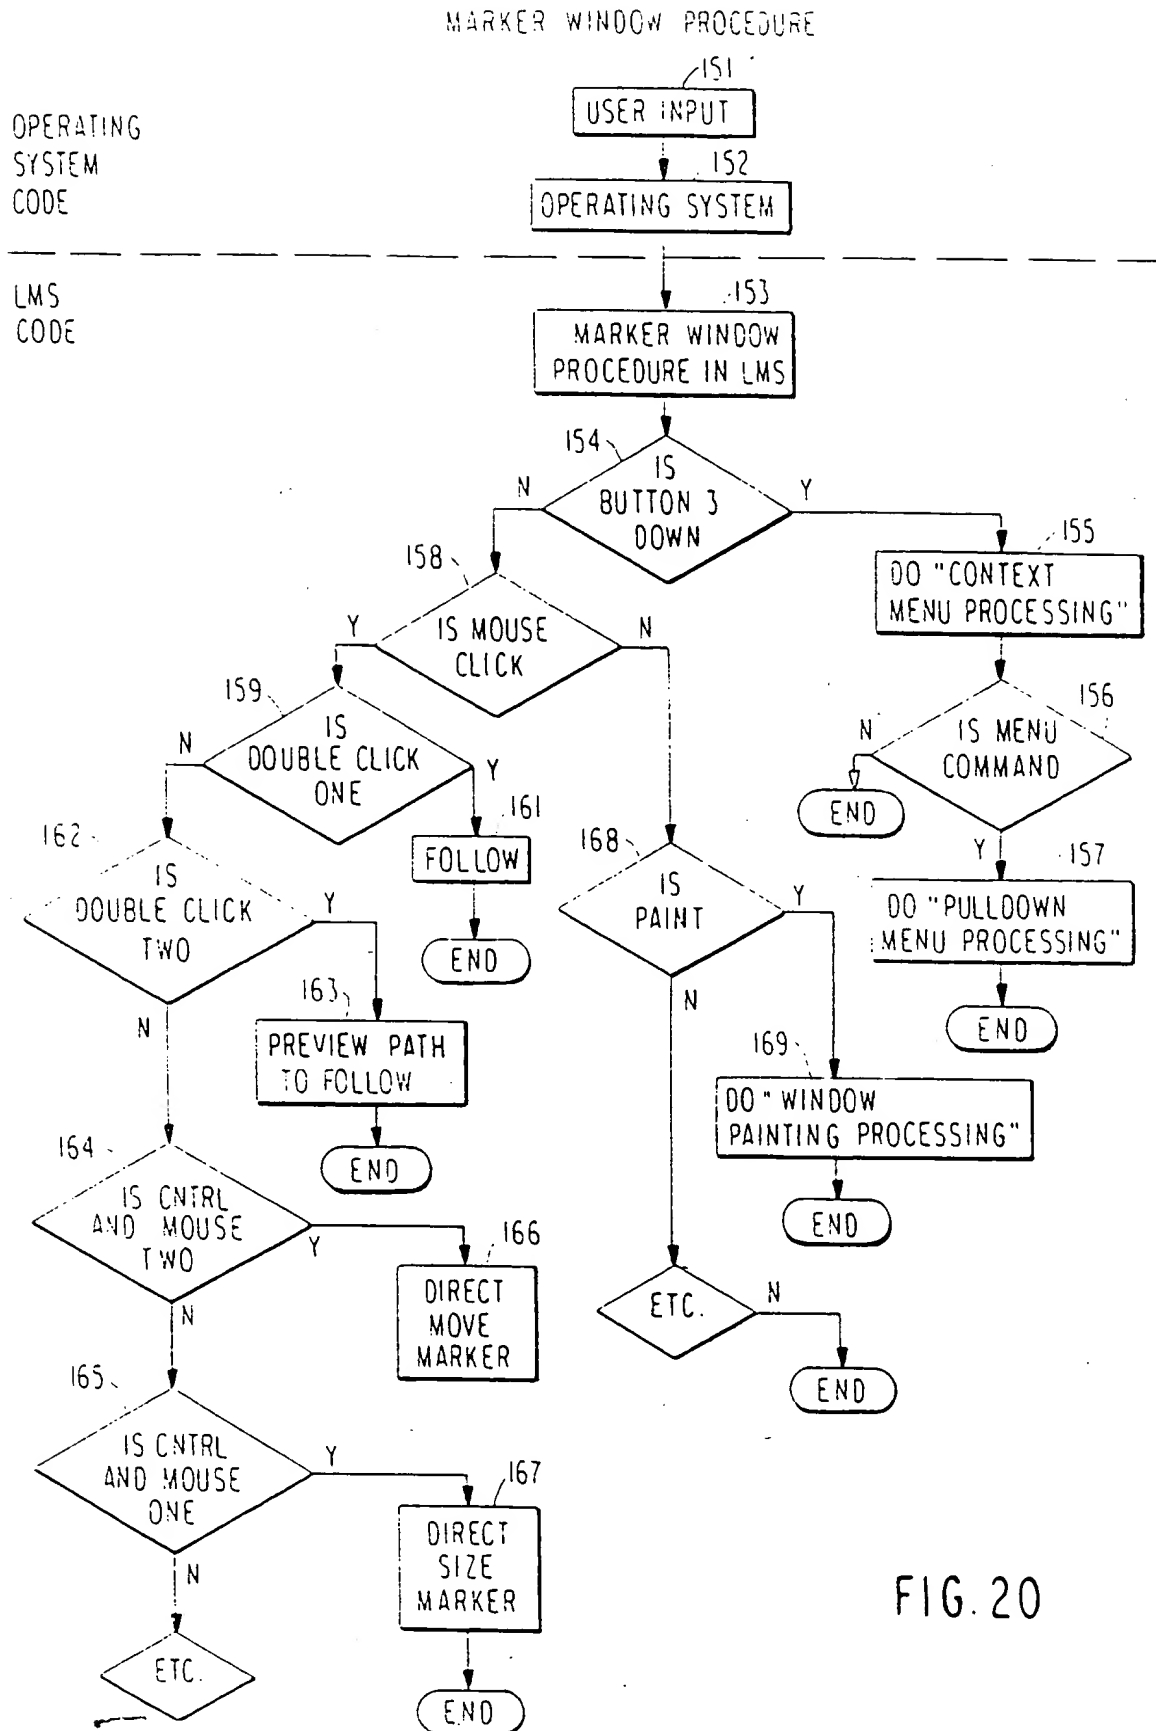 MARKER WINDOW PROCEDURE
151
USER INPUT
OPERATING
SYSTEM
CODE
152
OPERATING SYSTEM
LMS
CODE
153
MARKER WINDOW
PROCEDURE IN LMS
154
IS
BUTTON 3
DOWN
N
Y
155
DO "CONTEXT
MENU PROCESSING"
158
IS MOUSE
CLICK
Y
N
156
IS MENU
COMMAND
N
END
Y
157
DO "PULLDOWN
MENU PROCESSING"
END
159
IS
DOUBLE CLICK
ONE
N
Y
161
FOLLOW
END
162
IS
DOUBLE CLICK
TWO
Y
N
163
PREVIEW PATH
TO FOLLOW
END
168
IS
PAINT
Y
N
169
DO "WINDOW
PAINTING PROCESSING"
END
164
IS CNTRL
AND MOUSE
TWO
Y
N
166
DIRECT
MOVE
MARKER
ETC.
N
END
165
IS CNTRL
AND MOUSE
ONE
Y
N
167
DIRECT
SIZE
MARKER
END
ETC.
FIG. 20